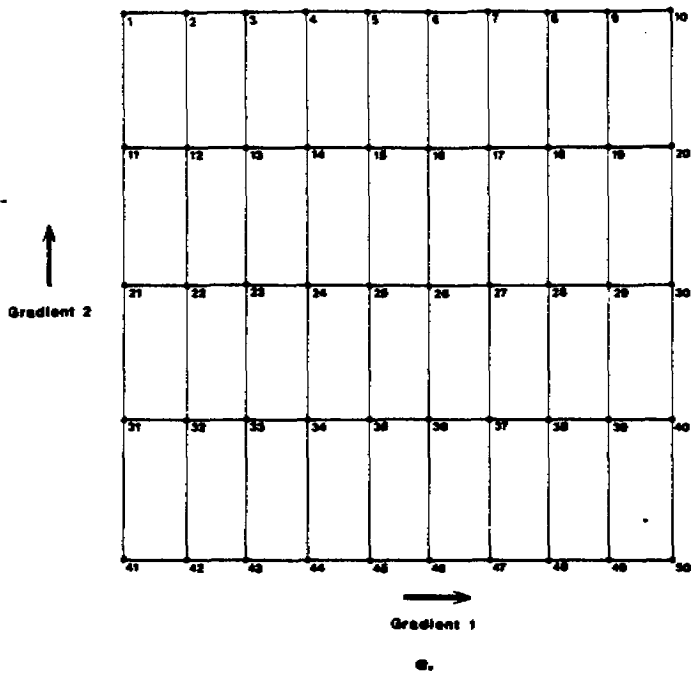 1 2 3 4 5 6 7 8 9 10
11 12 13 14 15 16 17 18 19 20
21 22 23 24 25 26 27 28 29 30
Gradient 2
31 32 33 34 35 36 37 38 39 40
41 42 43 44 45 46 47 48 49 50
Gradient 1